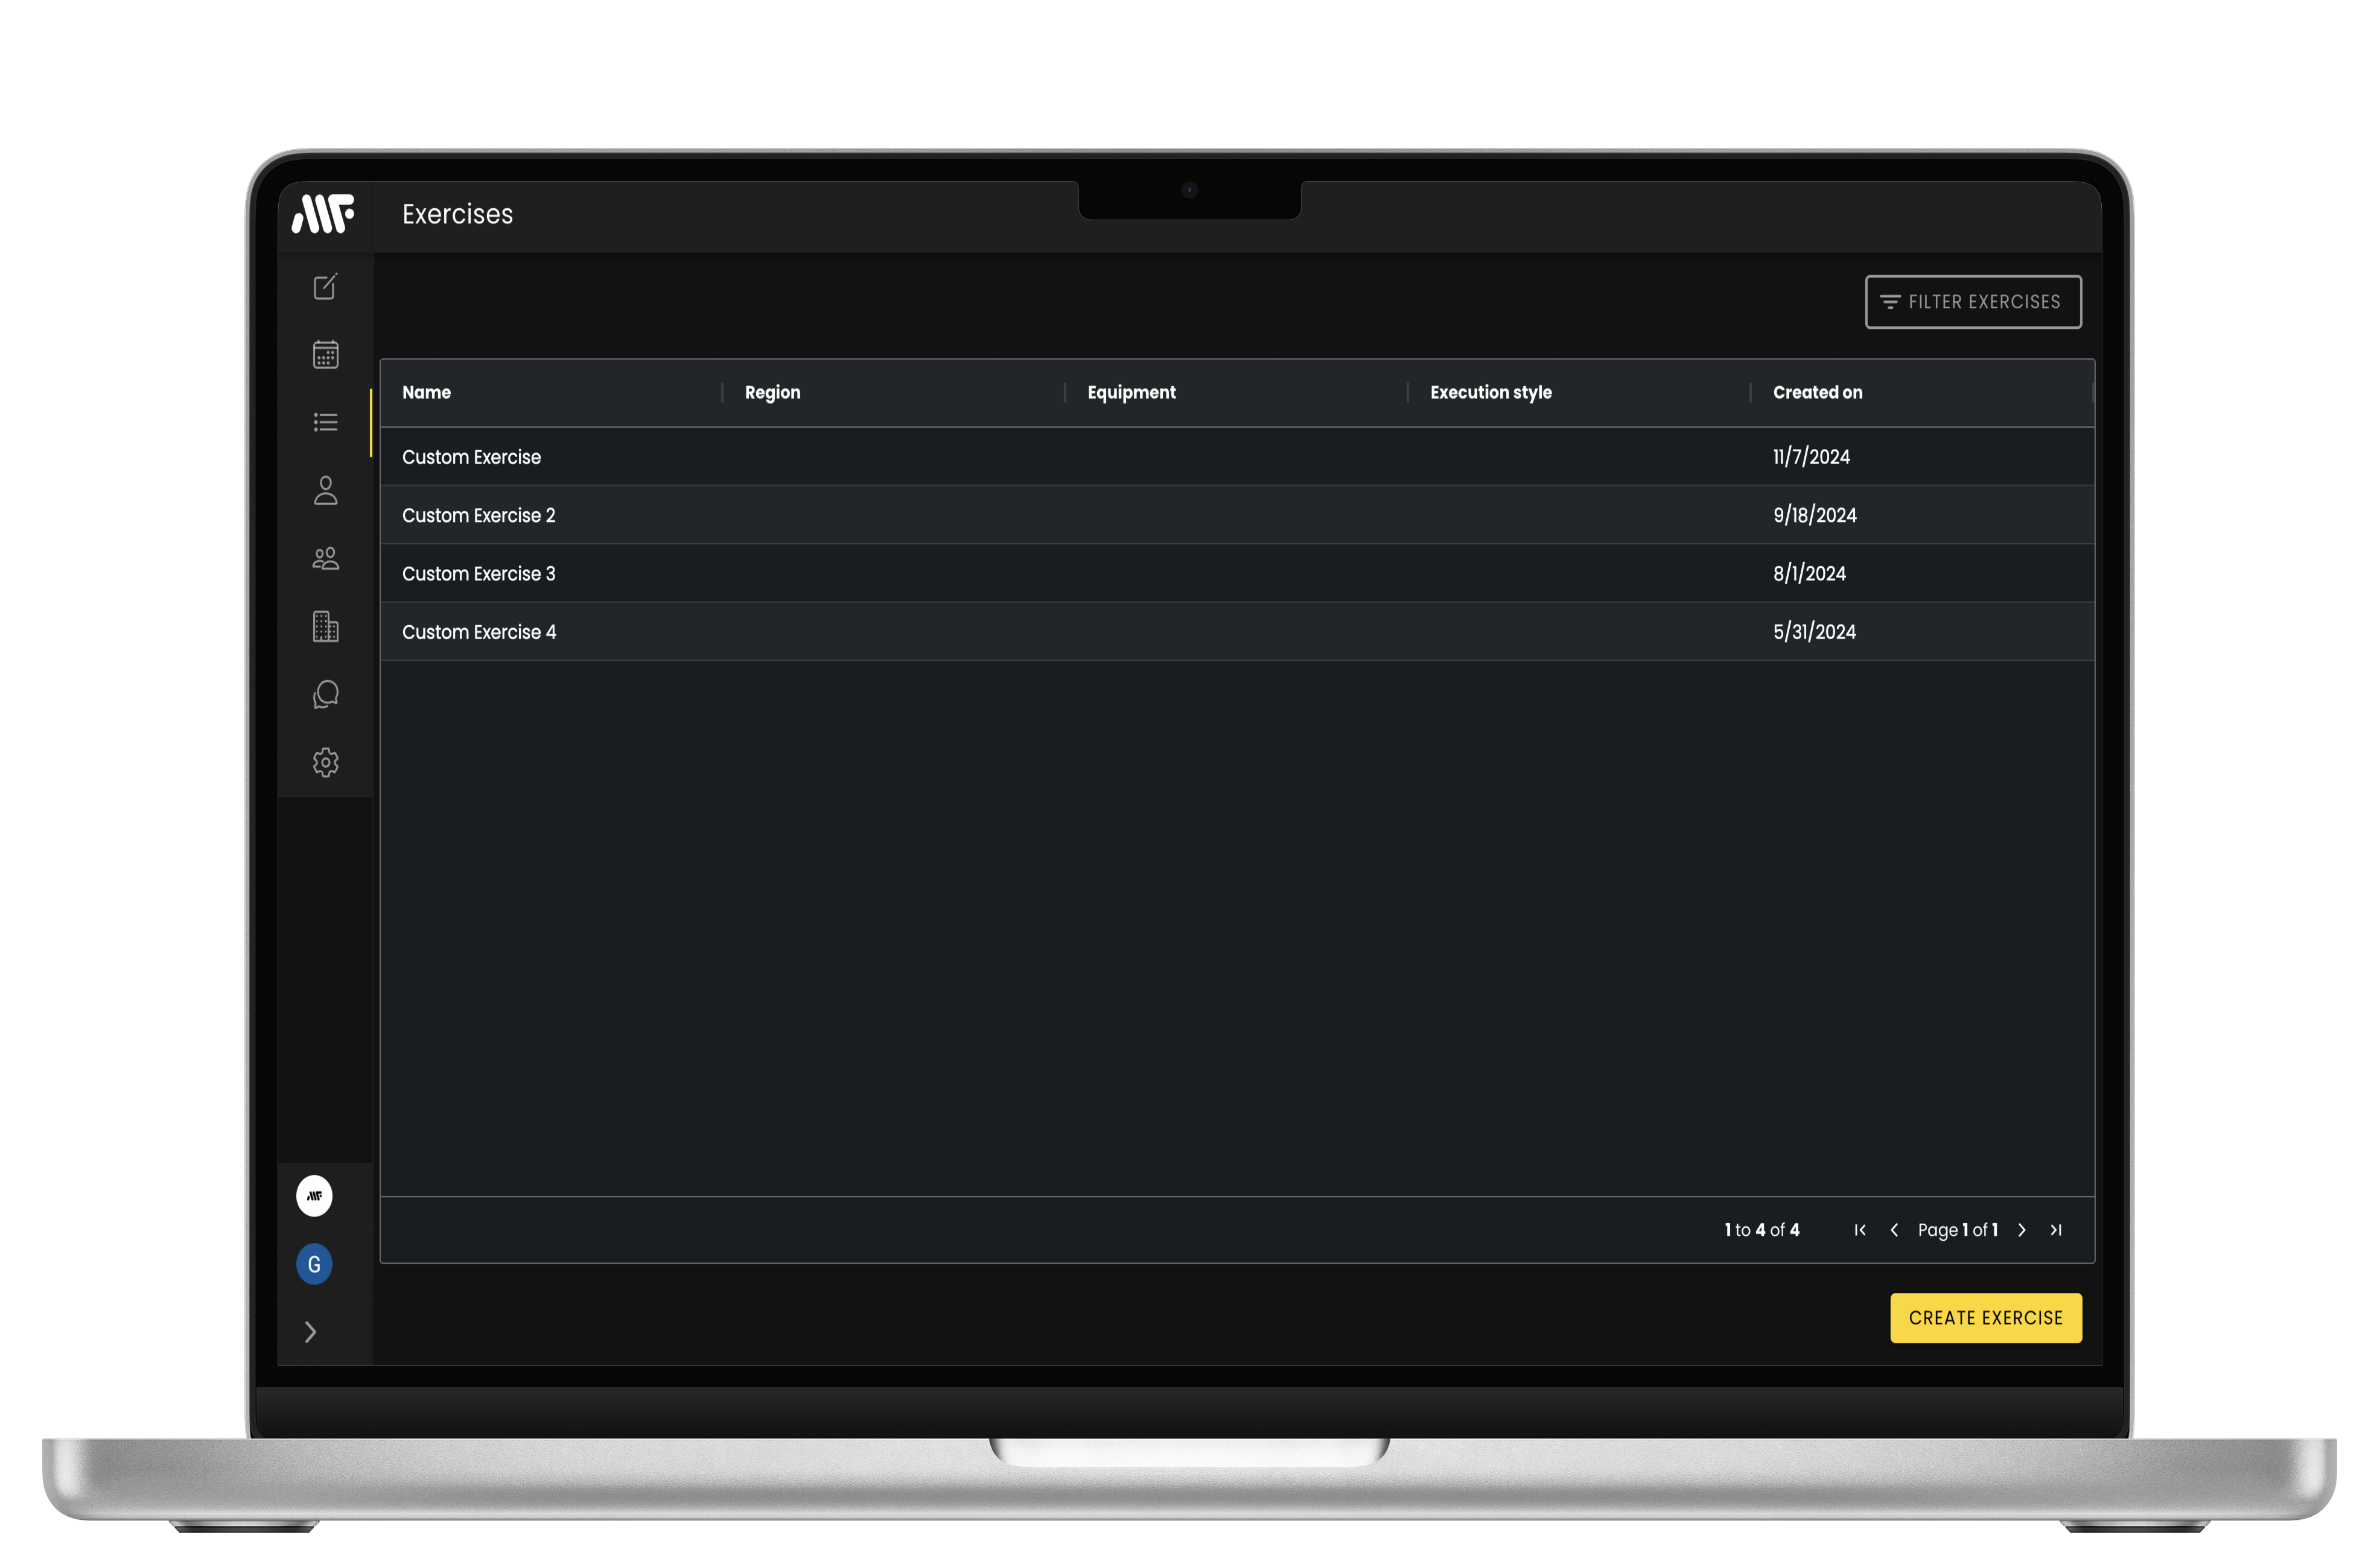 Exercises
FILTER EXERCISES
Name Region Equipment Execution style Created on
Custom Exercise 11/7/2024
Custom Exercise 2 9/18/2024
Custom Exercise 3 8/1/2024
Custom Exercise 4 5/31/2024
1 to 4 of 4 Page 1 of 1
G
CREATE EXERCISE